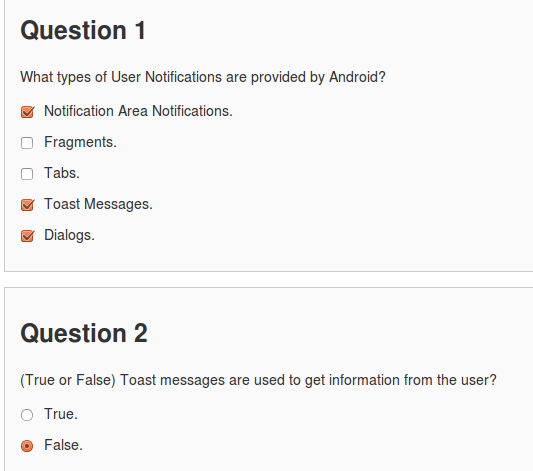 Question 1
What types of User Notifications are provided by Android?
Notification Area Notifications.
Fragments.
Tabs.
Toast Messages.
Dialogs.
Question 2
(True or False) Toast messages are used to get information from the user?
True.
False.